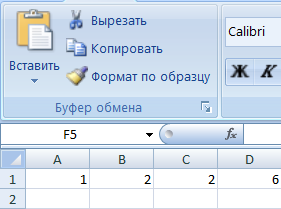 Вырезать
Копировать
Вставить
Формат по образцу
Буфер обмена
Calibri
Ж К
F5 fx
A B C D
1 1 2 2 6
2